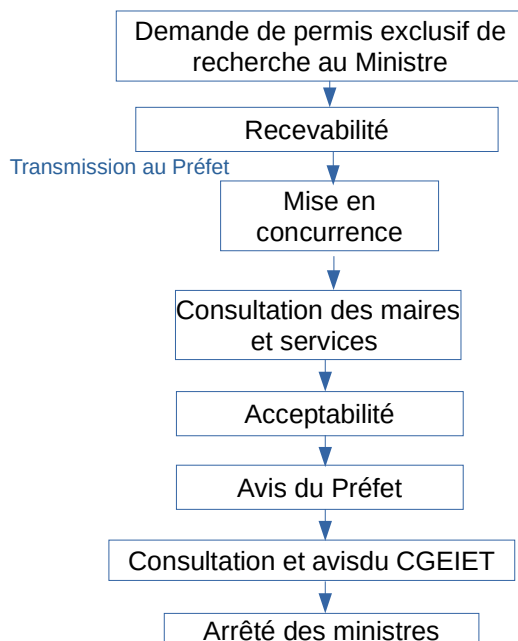 Demande de permis exclusif de
recherche au Ministre
Recevabilité
Transmission au Préfet
Mise en
concurrence
Consultation des maires
et services
Acceptabilité
Avis du Préfet
Consultation et avisdu CGEIET
Arrêté des ministres